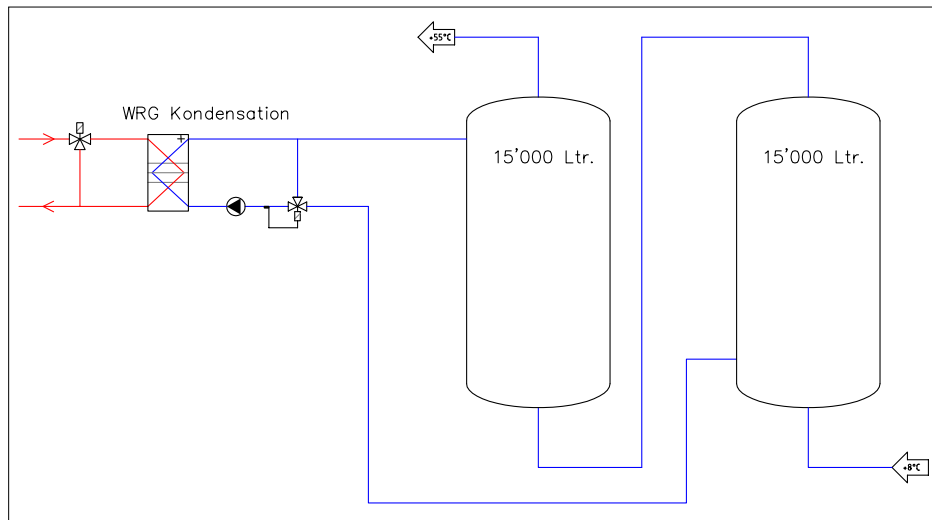 +55°C
WRG Kondensation
+
15'000 Ltr.
15'000 Ltr.
+8°C